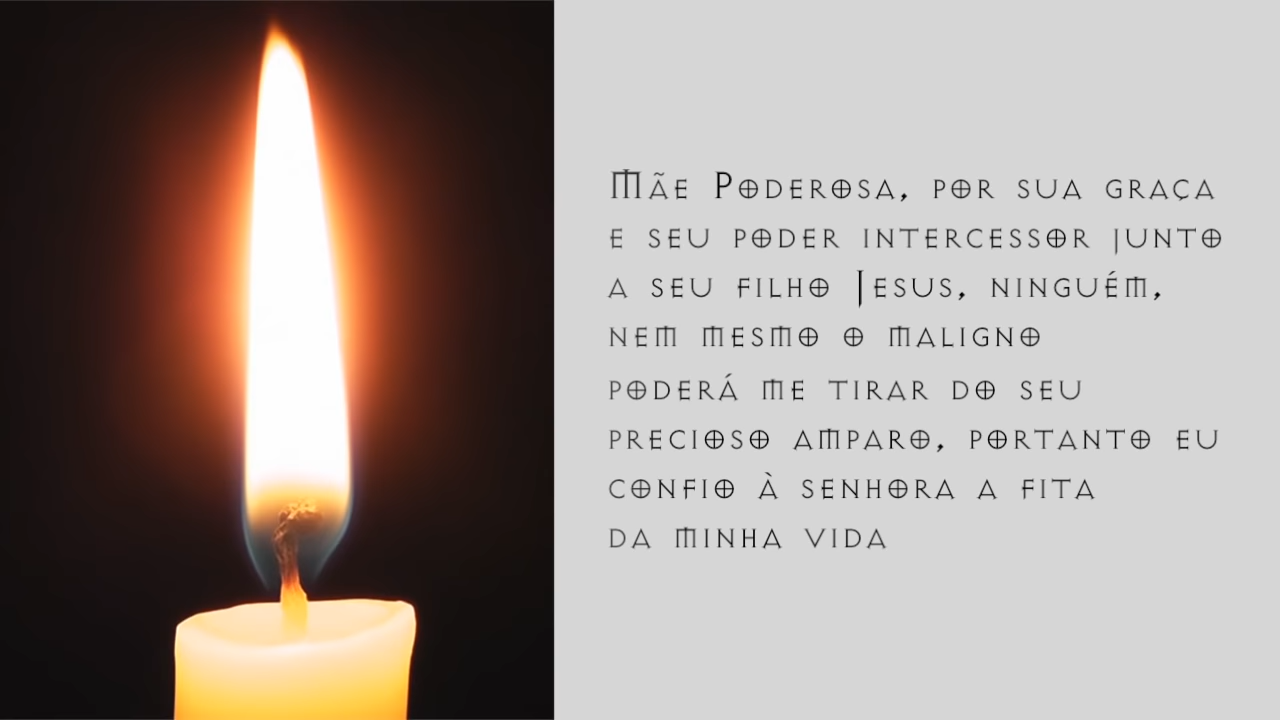 Mãe Poderosa, por sua graça
e seu poder intercessor junto
a seu filho Jesus, ninguém,
nem mesmo o maligno
poderá me tirar do seu
precioso amparo, portanto eu
confio à senhora a fita
da minha vida